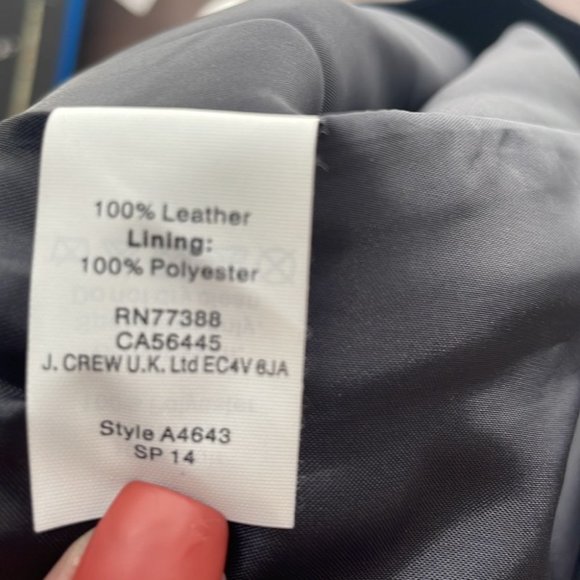 100% Leather
Lining:
100% Polyester
RN77388
CA56445
J. CREW U.K. Ltd EC4V 6JA
Style A4643
SP 14